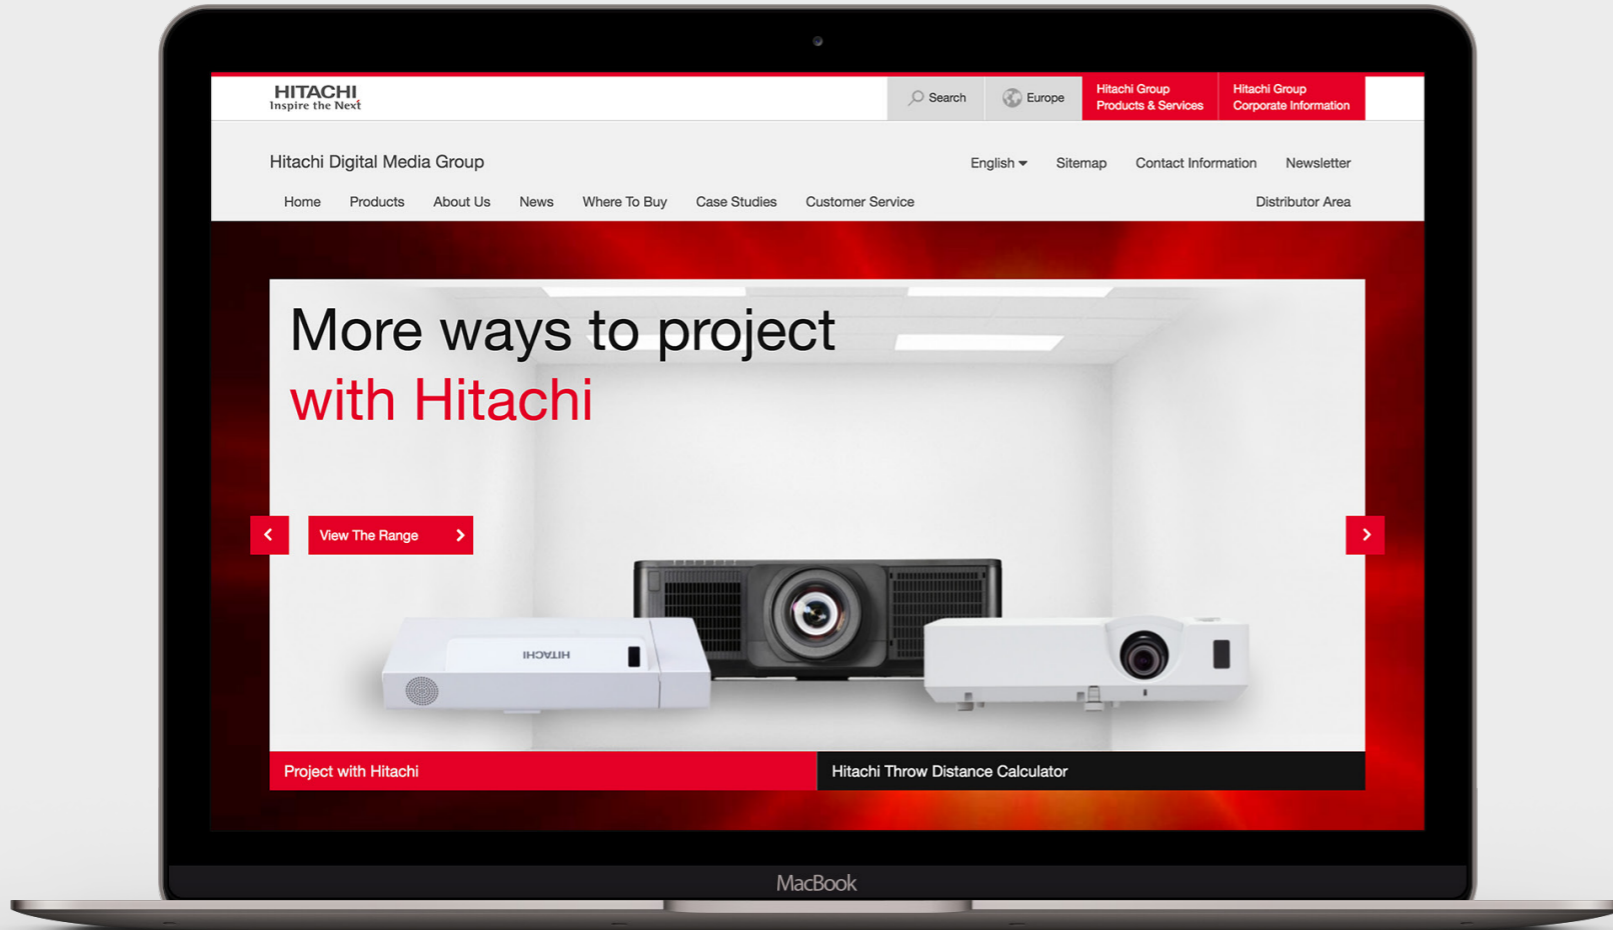 HITACHI
Inspire the Next
Search
Europe
Hitachi Group
Products & Services
Hitachi Group
Corporate Information
Hitachi Digital Media Group
English
Sitemap
Contact Information
Newsletter
Home
Products
About Us
News
Where To Buy
Case Studies
Customer Service
Distributor Area
More ways to project
with Hitachi
View The Range
HITACHI
Project with Hitachi
Hitachi Throw Distance Calculator
MacBook